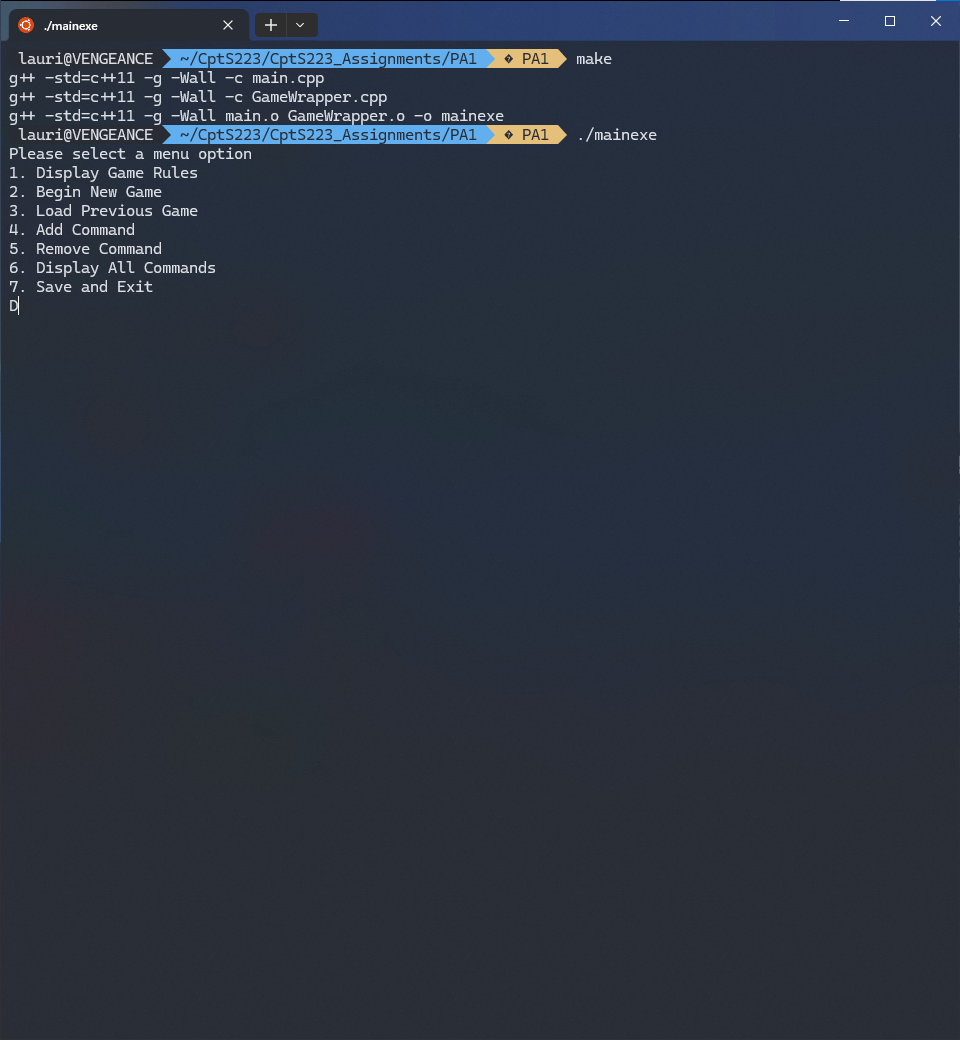 ./mainexe
lauri@VENGEANCE ~/CptS223/CptS223_Assignments/PA1 � PA1 make
g++ -std=c++11 -g -Wall -c main.cpp
g++ -std=c++11 -g -Wall -c GameWrapper.cpp
g++ -std=c++11 -g -Wall main.o GameWrapper.o -o mainexe
lauri@VENGEANCE ~/CptS223/CptS223_Assignments/PA1 � PA1 ./mainexe
Please select a menu option
1. Display Game Rules
2. Begin New Game
3. Load Previous Game
4. Add Command
5. Remove Command
6. Display All Commands
7. Save and Exit
D